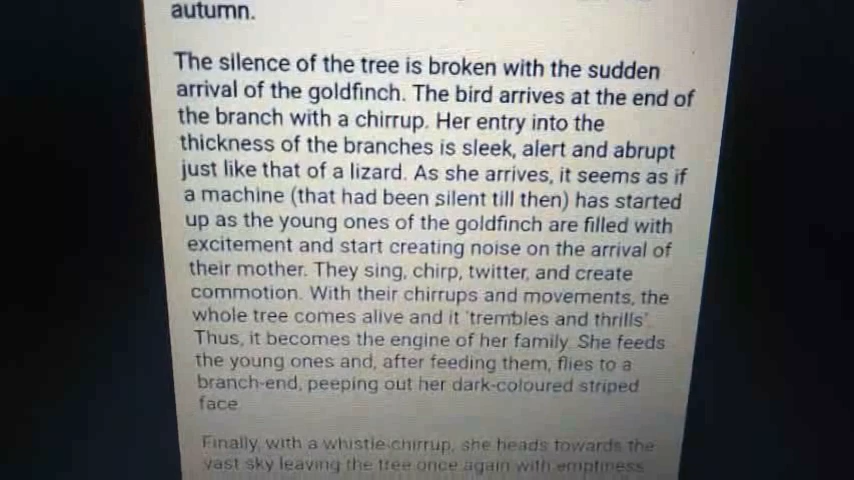 autumn.
The silence of the tree is broken with the sudden
arrival of the goldfinch. The bird arrives at the end of
the branch with a chirrup. Her entry into the
thickness of the branches is sleek, alert and abrupt
just like that of a lizard. As she arrives, it seems as if
a machine (that had been silent till then) has started
up as the young ones of the goldfinch are filled with
excitement and start creating noise on the arrival of
their mother. They sing, chirp, twitter, and create
commotion. With their chirrups and movements, the
whole tree comes alive and it 'trembles and thrills'.
Thus, it becomes the engine of her family. She feeds
the young ones and, after feeding them, flies to a
branch-end, peeping out her dark-coloured striped
face.
Finally, with a whistle-chirrup, she heads towards the
vast sky leaving the tree once again with emptiness